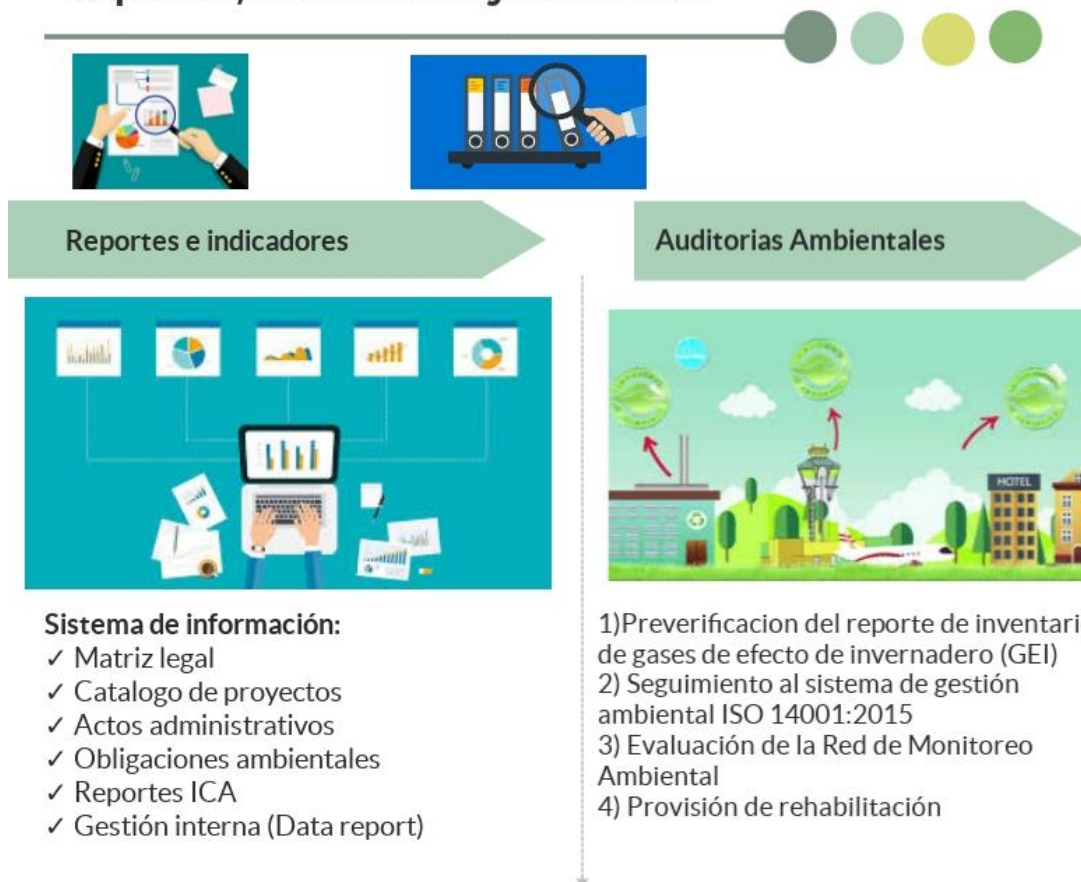 Reportes e indicadores
Auditorias Ambientales
HOTEL
Sistema de información:
✓ Matriz legal
✓ Catalogo de proyectos
✓ Actos administrativos
✓ Obligaciones ambientales
✓ Reportes ICA
✓ Gestión interna (Data report)
1)Preverificacion del reporte de inventari
de gases de efecto de invernadero (GEI)
2) Seguimiento al sistema de gestión
ambiental ISO 14001:2015
3) Evaluación de la Red de Monitoreo
Ambiental
4) Provisión de rehabilitación